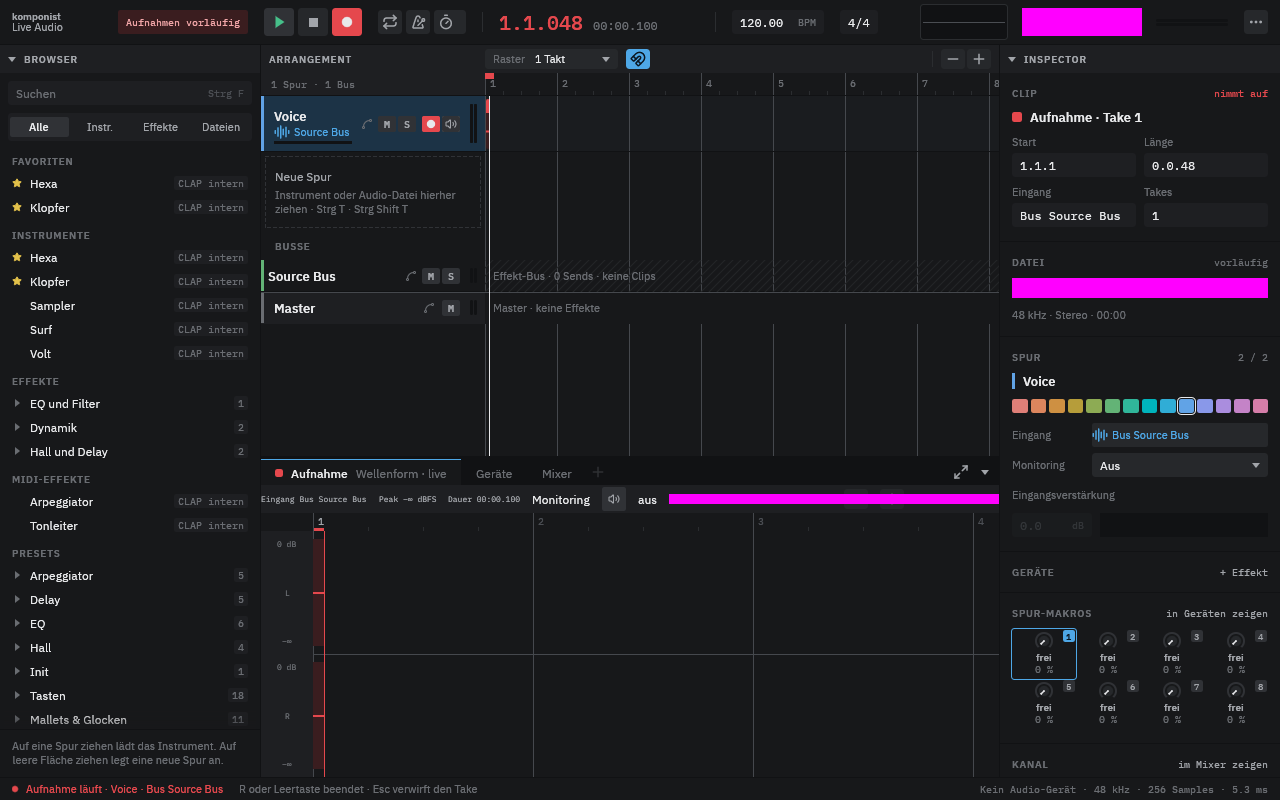 komponist
Live Audio
Aufnahmen vorläufig
1.1.048
00:00.100
120.00 BPM
4/4
BROWSER
Suchen
Strg F
Alle
Instr.
Effekte
Dateien
FAVORITEN
Hexa CLAP intern
Klopfer CLAP intern
INSTRUMENTE
Hexa CLAP intern
Klopfer CLAP intern
Sampler CLAP intern
Surf CLAP intern
Volt CLAP intern
EFFEKTE
EQ und Filter 1
Dynamik 2
Hall und Delay 2
MIDI-EFFEKTE
Arpeggiator CLAP intern
Tonleiter CLAP intern
PRESETS
Arpeggiator 5
Delay 5
EQ 6
Hall 4
Init 1
Tasten 18
Mallets & Glocken 11
Auf eine Spur ziehen lädt das Instrument. Auf
leere Fläche ziehen legt eine neue Spur an.
ARRANGEMENT
Raster 1 Takt
1 Spur · 1 Bus
1 2 3 4 5 6 7 8
Voice
Source Bus
M S
Neue Spur
Instrument oder Audio-Datei hierher
ziehen · Strg T · Strg Shift T
BUSSE
Source Bus M S
Effekt-Bus · 0 Sends · keine Clips
Master M
Master · keine Effekte
Aufnahme Wellenform · live
Geräte
Mixer
Eingang Bus Source Bus Peak -∞ dBFS Dauer 00:00.100 Monitoring aus
1 2 3 4
0 dB
L
-∞
0 dB
R
-∞
INSPECTOR
CLIP nimmt auf
Aufnahme · Take 1
Start Länge
1.1.1 0.0.48
Eingang Takes
Bus Source Bus 1
DATEI vorläufig
48 kHz · Stereo · 00:00
SPUR 2 / 2
Voice
Eingang Bus Source Bus
Monitoring Aus
Eingangsverstärkung
0.0 dB
GERÄTE + Effekt
SPUR-MAKROS in Geräten zeigen
1 2 3 4
frei frei frei frei
0 % 0 % 0 % 0 %
5 6 7 8
frei frei frei frei
0 % 0 % 0 % 0 %
KANAL im Mixer zeigen
Aufnahme läuft · Voice · Bus Source Bus
R oder Leertaste beendet · Esc verwirft den Take
Kein Audio-Gerät · 48 kHz · 256 Samples · 5.3 ms